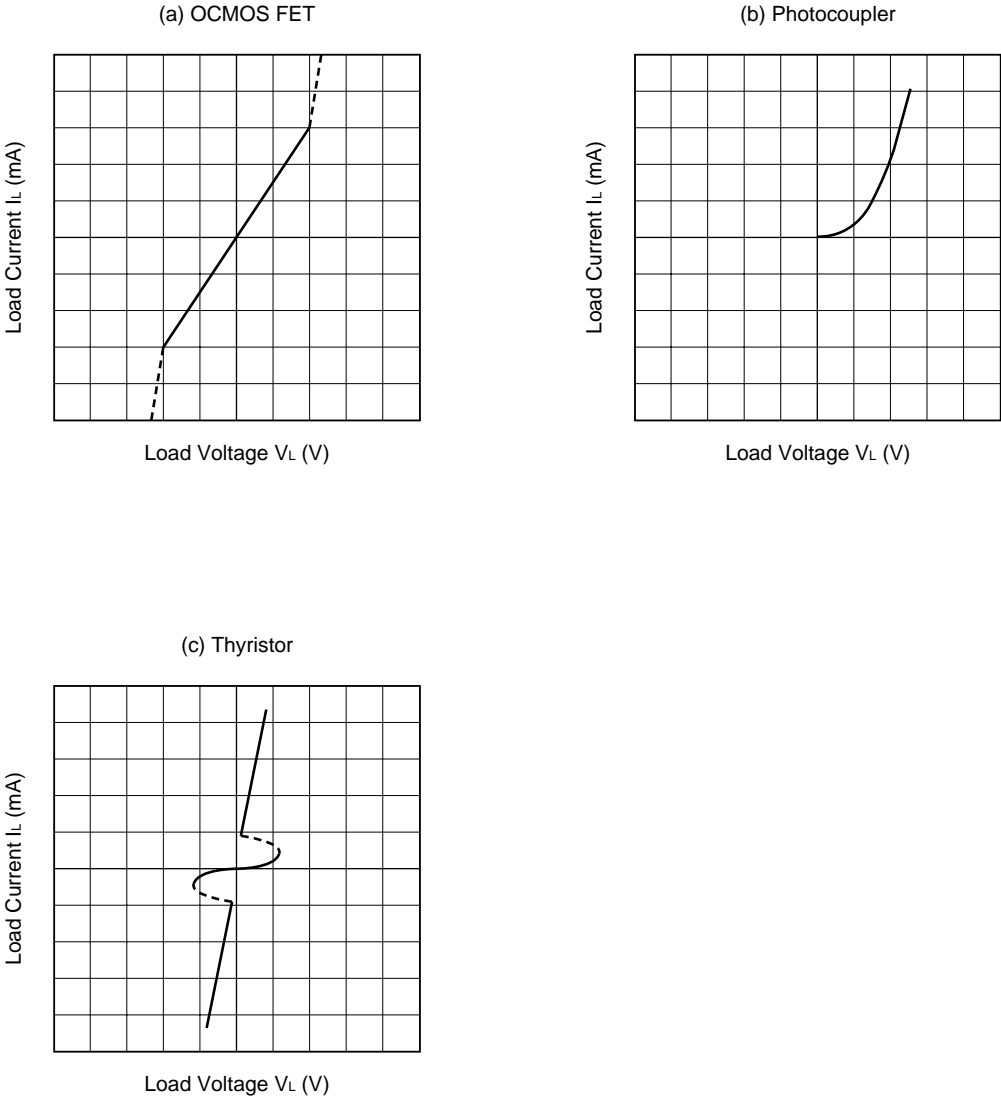 (a) OCMOS FET
Load Current IL (mA)
Load Voltage VL (V)
(b) Photocoupler
Load Current IL (mA)
Load Voltage VL (V)
(c) Thyristor
Load Current IL (mA)
Load Voltage VL (V)